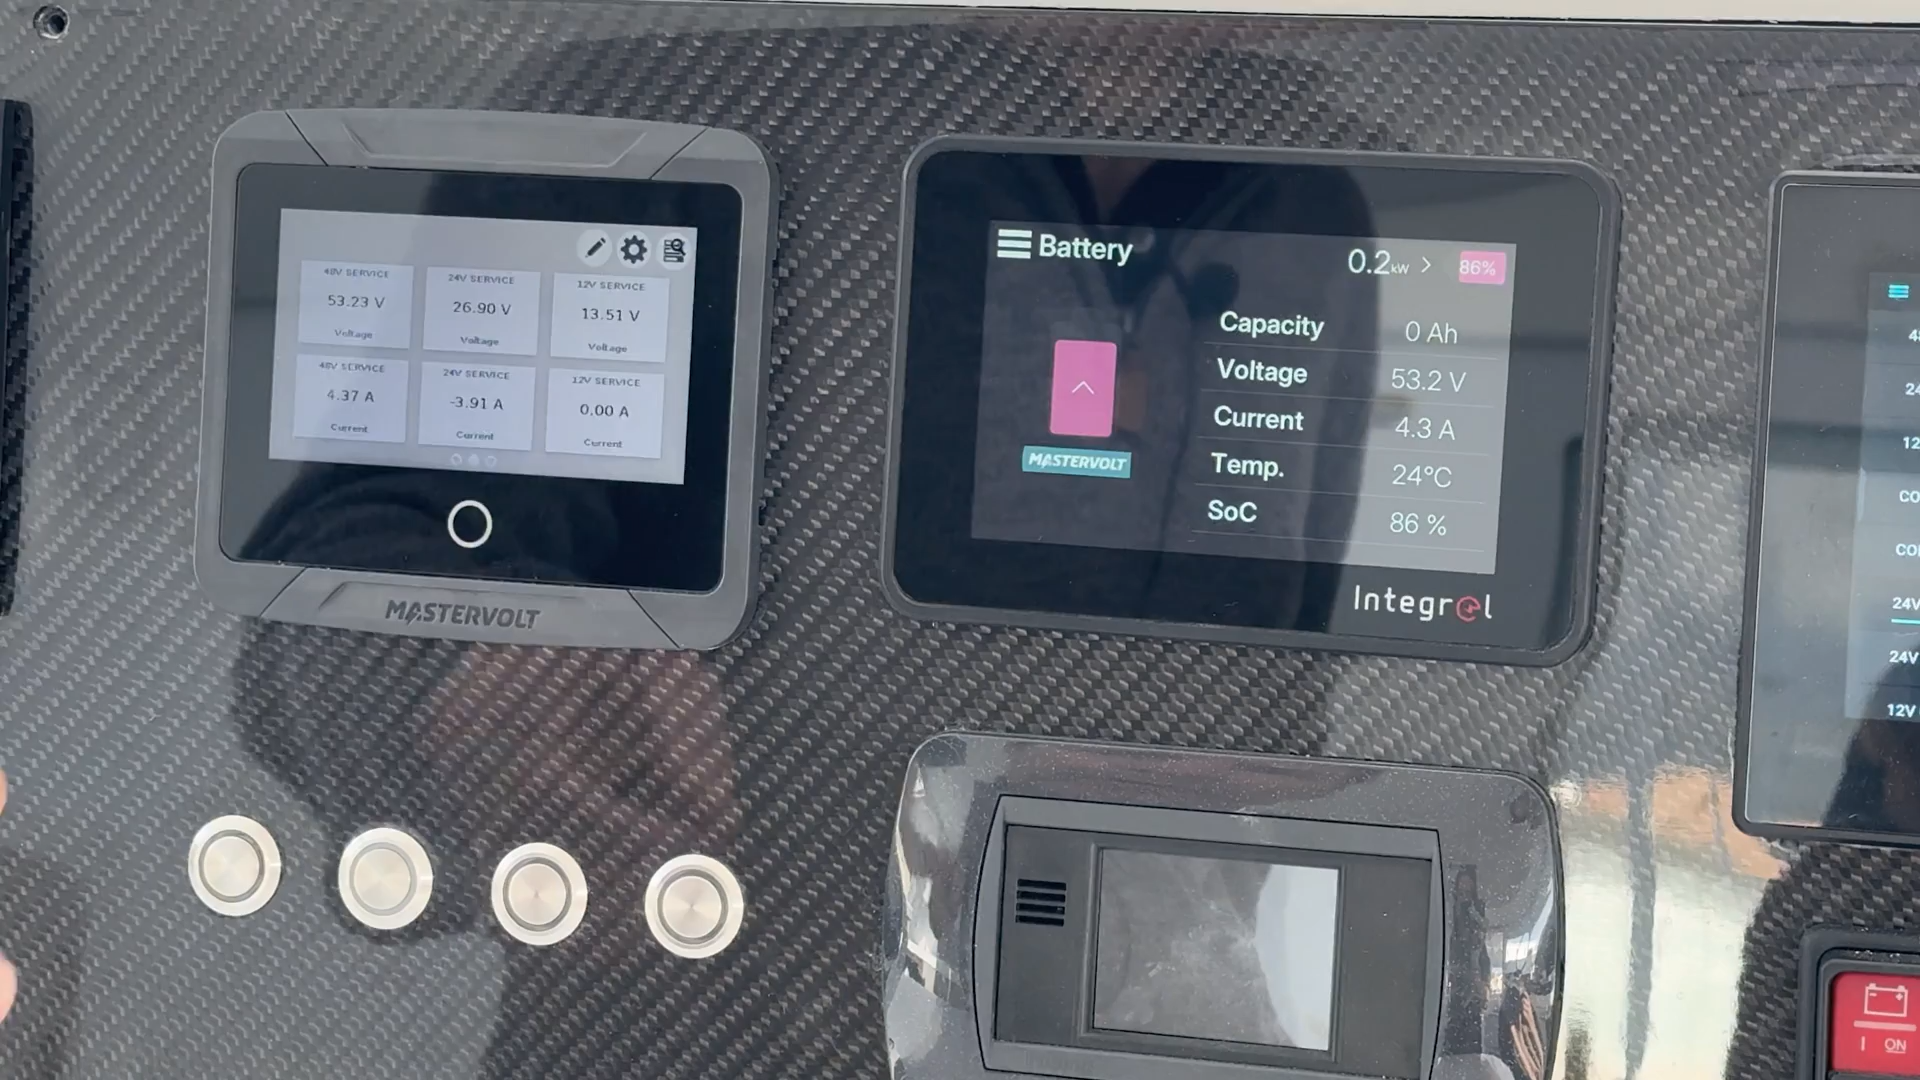 48V SERVICE
53.23 V
Voltage
24V SERVICE
26.90 V
Voltage
12V SERVICE
13.51 V
Voltage
48V SERVICE
4.37 A
Current
24V SERVICE
-3.91 A
Current
12V SERVICE
0.00 A
Current
MASTERVOLT
Battery
0.2kW > 86%
Capacity 0 Ah
Voltage 53.2 V
Current 4.3 A
Temp. 24°C
SoC 86 %
MASTERVOLT
Integrel
24V
24V
12V
I ON